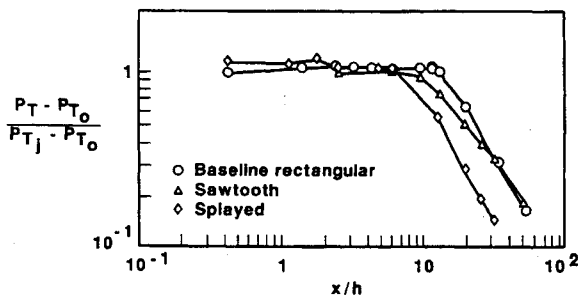 1
P_T - P_To
P_Tj - P_To
○ Baseline rectangular
△ Sawtooth
◇ Splayed
10^-1
10^-1 1 10 10^2
x/h